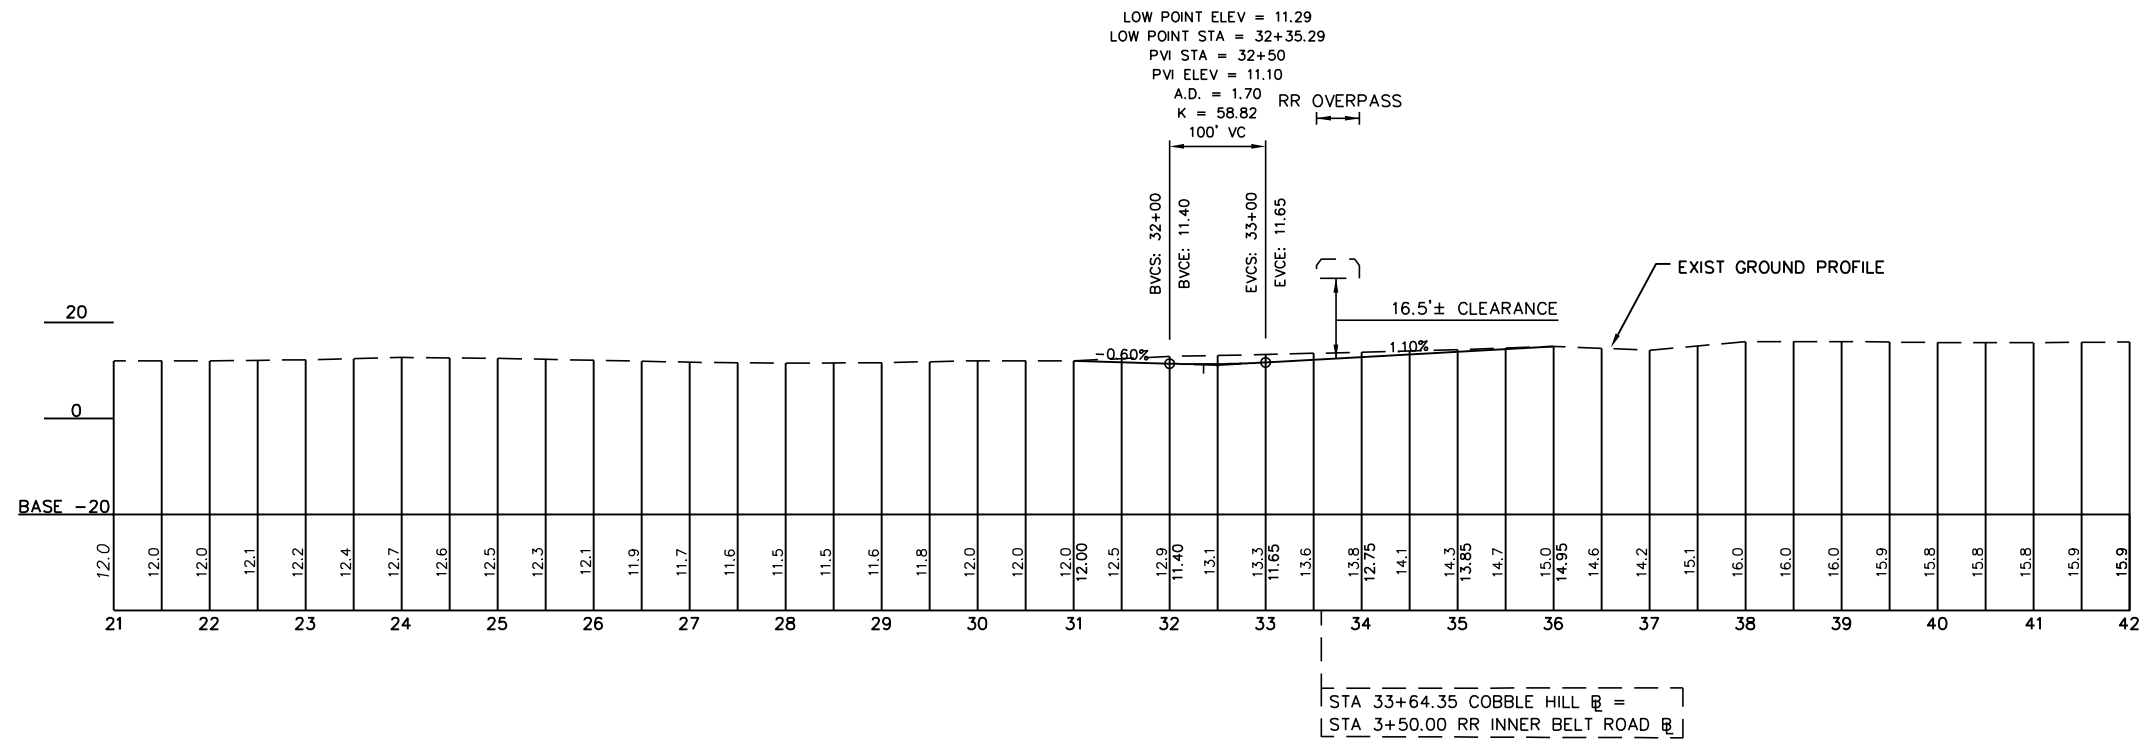 LOW POINT ELEV = 11.29
LOW POINT STA = 32+35.29
PVI STA = 32+50
PVI ELEV = 11.10
A.D. = 1.70
K = 58.82
100' VC
RR OVERPASS
BVCS: 32+00
BVCE: 11.40
EVCS: 33+00
EVCE: 11.65
EXIST GROUND PROFILE
16.5'± CLEARANCE
-0.60%
1.10%
20
0
BASE -20
12.0
12.0
12.0
12.1
12.2
12.4
12.7
12.6
12.5
12.3
12.1
11.9
11.7
11.6
11.5
11.5
11.6
11.8
12.0
12.0
12.0
12.00
12.5
12.9
11.40
13.1
13.3
11.65
13.6
13.8
12.75
14.1
14.3
13.85
14.7
15.0
14.95
14.6
14.2
15.1
16.0
16.0
16.0
15.9
15.8
15.8
15.8
15.9
15.9
21 22 23 24 25 26 27 28 29 30 31 32 33 34 35 36 37 38 39 40 41 42
STA 33+64.35 COBBLE HILL BL =
STA 3+50.00 RR INNER BELT ROAD BL